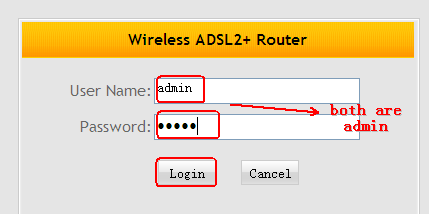 Wireless ADSL2+ Router
User Name: admin
Password: •••••
both are
admin
Login Cancel